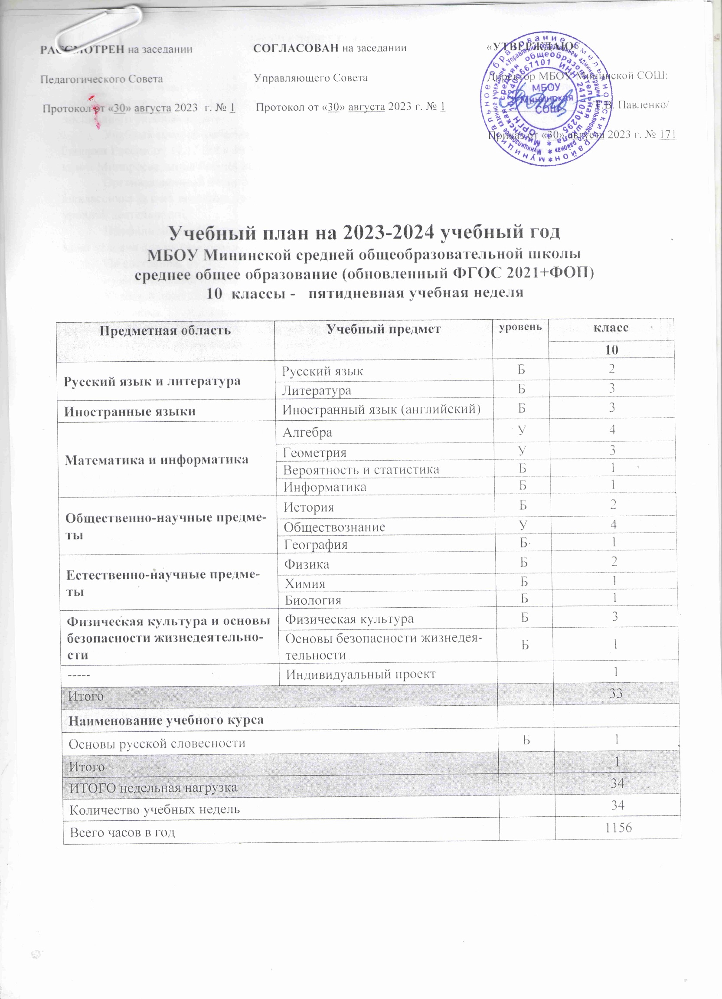 РАССМОТРЕН на заседании
Педагогического Совета
Протокол от «30» августа 2023 г. № 1
СОГЛАСОВАН на заседании
Управляющего Совета
Протокол от «30» августа 2023 г. № 1
«УТВЕРЖДАЮ»
Директор МБОУ Мининской СОШ:
/Т.В. Павленко/
Приказ от «30» августа 2023 г. № 171
МБОУ
Мининская
СОШ
Учебный план на 2023-2024 учебный год
МБОУ Мининской средней общеобразовательной школы
среднее общее образование (обновленный ФГОС 2021+ФОП)
10 классы - пятидневная учебная неделя
Предметная область Учебный предмет уровень класс
10
Русский язык и литература
Русский язык Б 2
Литература Б 3
Иностранные языки Иностранный язык (английский) Б 3
Математика и информатика
Алгебра У 4
Геометрия У 3
Вероятность и статистика Б 1
Информатика Б 1
Общественно-научные предме-
ты
История Б 2
Обществознание У 4
География Б 1
Естественно-научные предме-
ты
Физика Б 2
Химия Б 1
Биология Б 1
Физическая культура и основы
безопасности жизнедеятельно-
сти
Физическая культура Б 3
Основы безопасности жизнедея-
тельности Б 1
----- Индивидуальный проект 1
Итого 33
Наименование учебного курса
Основы русской словесности Б 1
Итого 1
ИТОГО недельная нагрузка 34
Количество учебных недель 34
Всего часов в год 1156